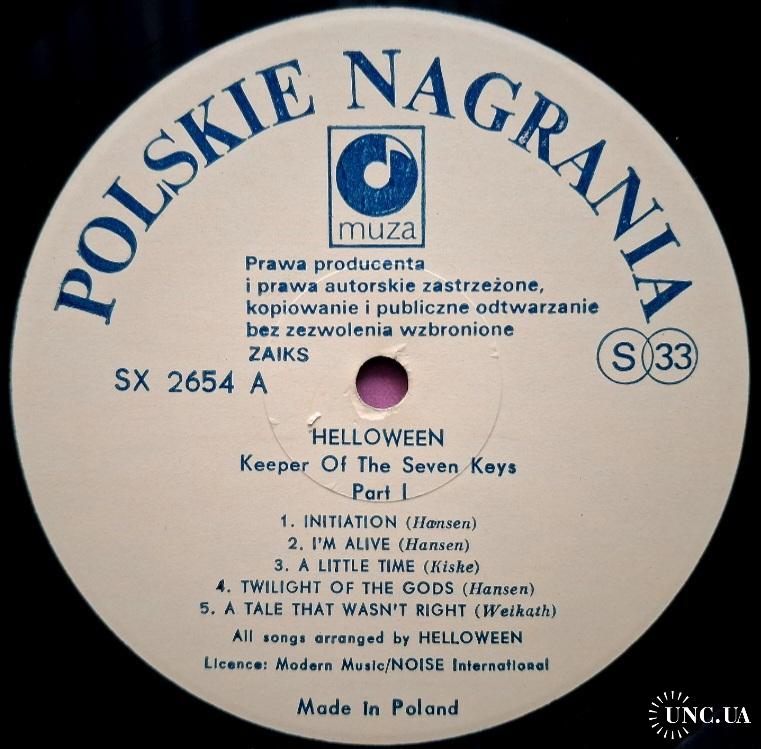 POLSKIE NAGRANIA
muza
Prawa producenta
i prawa autorskie zastrzeżone,
kopiowanie i publiczne odtwarzanie
bez zezwolenia wzbronione
ZAIKS
S 33
SX 2654 A
HELLOWEEN
Keeper Of The Seven Keys
Part I
1. INITIATION (Hansen)
2. I'M ALIVE (Hansen)
3. A LITTLE TIME (Kiske)
4. TWILIGHT OF THE GODS (Hansen)
5. A TALE THAT WASN'T RIGHT (Weikath)
All songs arranged by HELLOWEEN
Licence: Modern Music/NOISE International
Made in Poland
UNC.UA